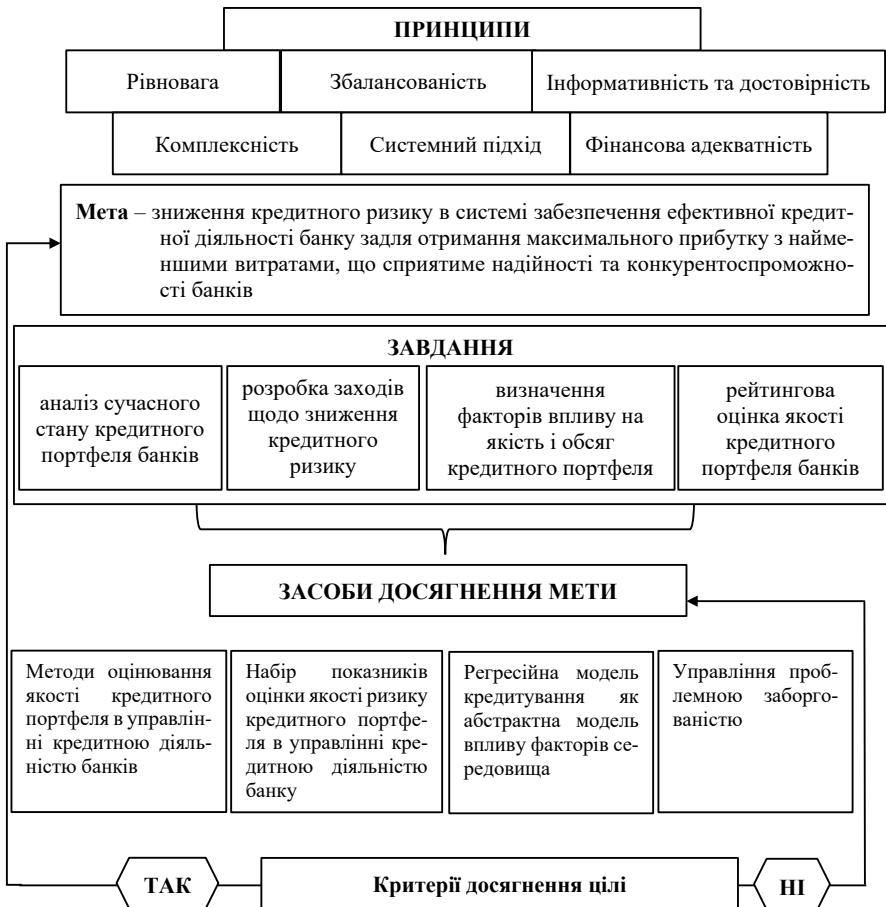 ПРИНЦИПИ
Рівновага
Збалансованість
Інформативність та достовірність
Комплексність
Системний підхід
Фінансова адекватність
Мета – зниження кредитного ризику в системі забезпечення ефективної кредит-
ної діяльності банку задля отримання максимального прибутку з найме-
ншими витратами, що сприятиме надійності та конкурентоспроможно-
сті банків
ЗАВДАННЯ
аналіз сучасного
стану кредитного
портфеля банків
розробка заходів
щодо зниження
кредитного
ризику
визначення
факторів впливу на
якість і обсяг
кредитного портфеля
рейтингова
оцінка якості
кредитного
портфеля банків
ЗАСОБИ ДОСЯГНЕННЯ МЕТИ
Методи оцінювання
якості кредитного
портфеля в управлін-
ні кредитною діяль-
ністю банків
Набір показників
оцінки якості ризику
кредитного портфе-
ля в управлінні кре-
дитною діяльністю
банку
Регресійна модель
кредитування як
абстрактна модель
впливу факторів се-
редовища
Управління проб-
лемною заборго-
ваністю
ТАК
Критерії досягнення цілі
НІ